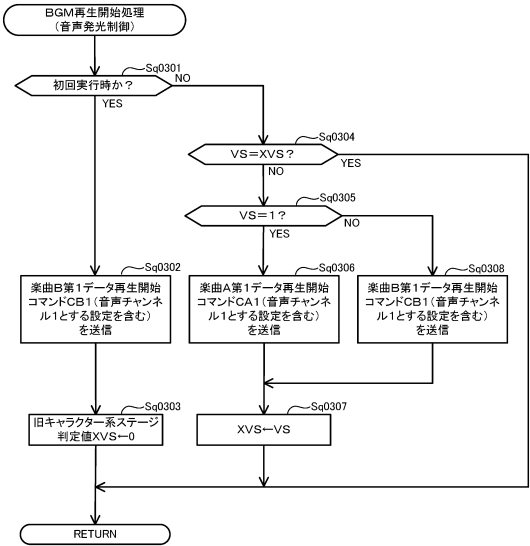 BGM再生開始処理
（音声発光制御）
Sq0301
初回実行時か？
NO
YES
Sq0304
VS＝XVS？
YES
NO
Sq0305
VS＝1？
NO
YES
Sq0302
楽曲B第1データ再生開始
コマンドCB1（音声チャンネ
ル1とする設定を含む）
を送信
Sq0306
楽曲A第1データ再生開始
コマンドCA1（音声チャンネ
ル1とする設定を含む）
を送信
Sq0308
楽曲B第1データ再生開始
コマンドCB1（音声チャンネ
ル1とする設定を含む）
を送信
Sq0303
旧キャラクター系ステージ
判定値XVS←0
Sq0307
XVS←VS
RETURN